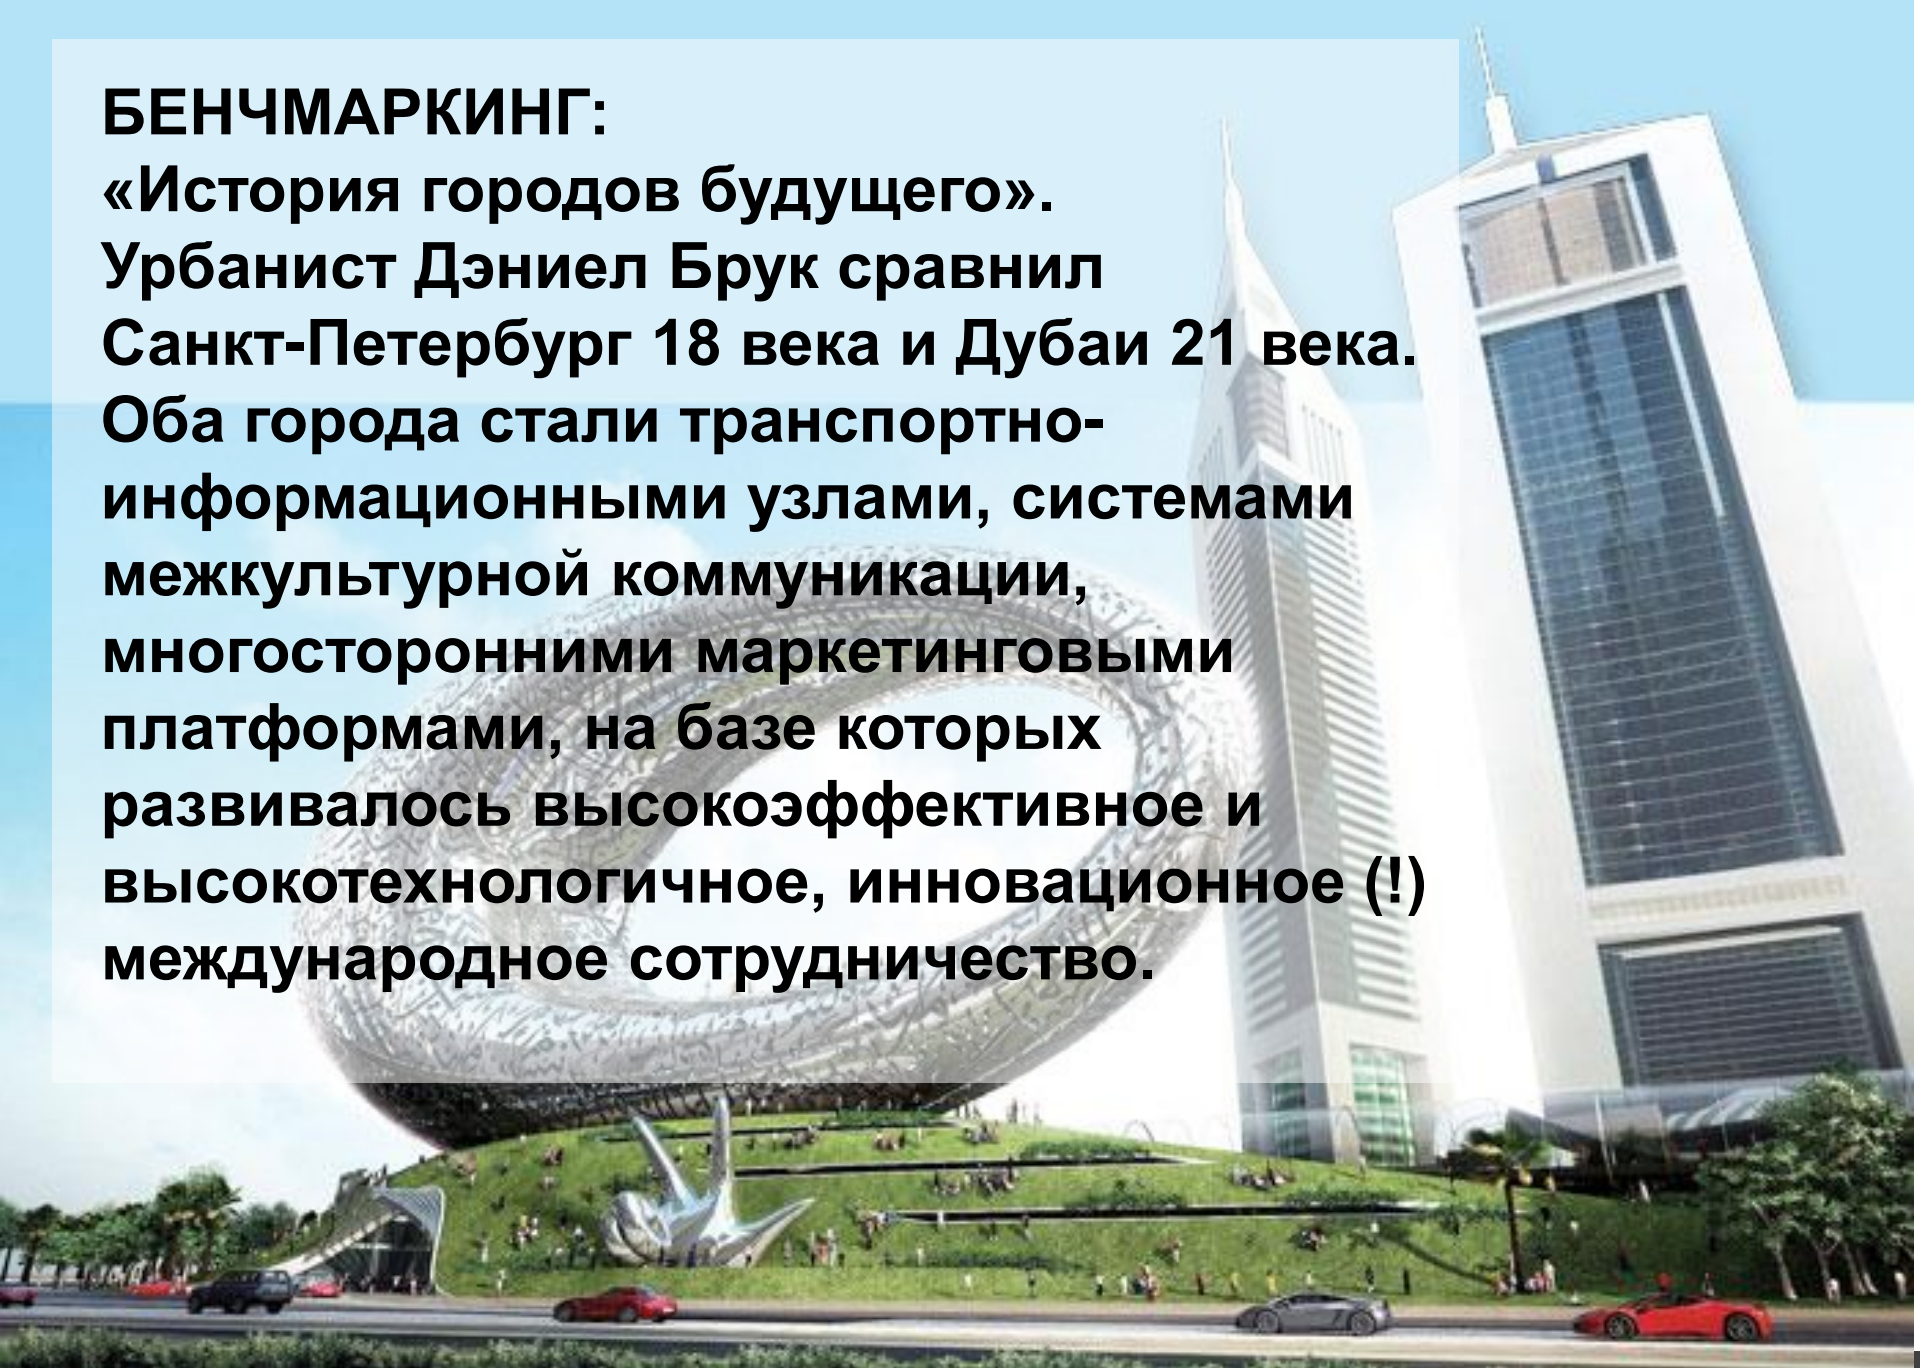 БЕНЧМАРКИНГ:
«История городов будущего».
Урбанист Дэниел Брук сравнил
Санкт-Петербург 18 века и Дубаи 21 века.
Оба города стали транспортно-
информационными узлами, системами
межкультурной коммуникации,
многосторонними маркетинговыми
платформами, на базе которых
развивалось высокоэффективное и
высокотехнологичное, инновационное (!)
международное сотрудничество.